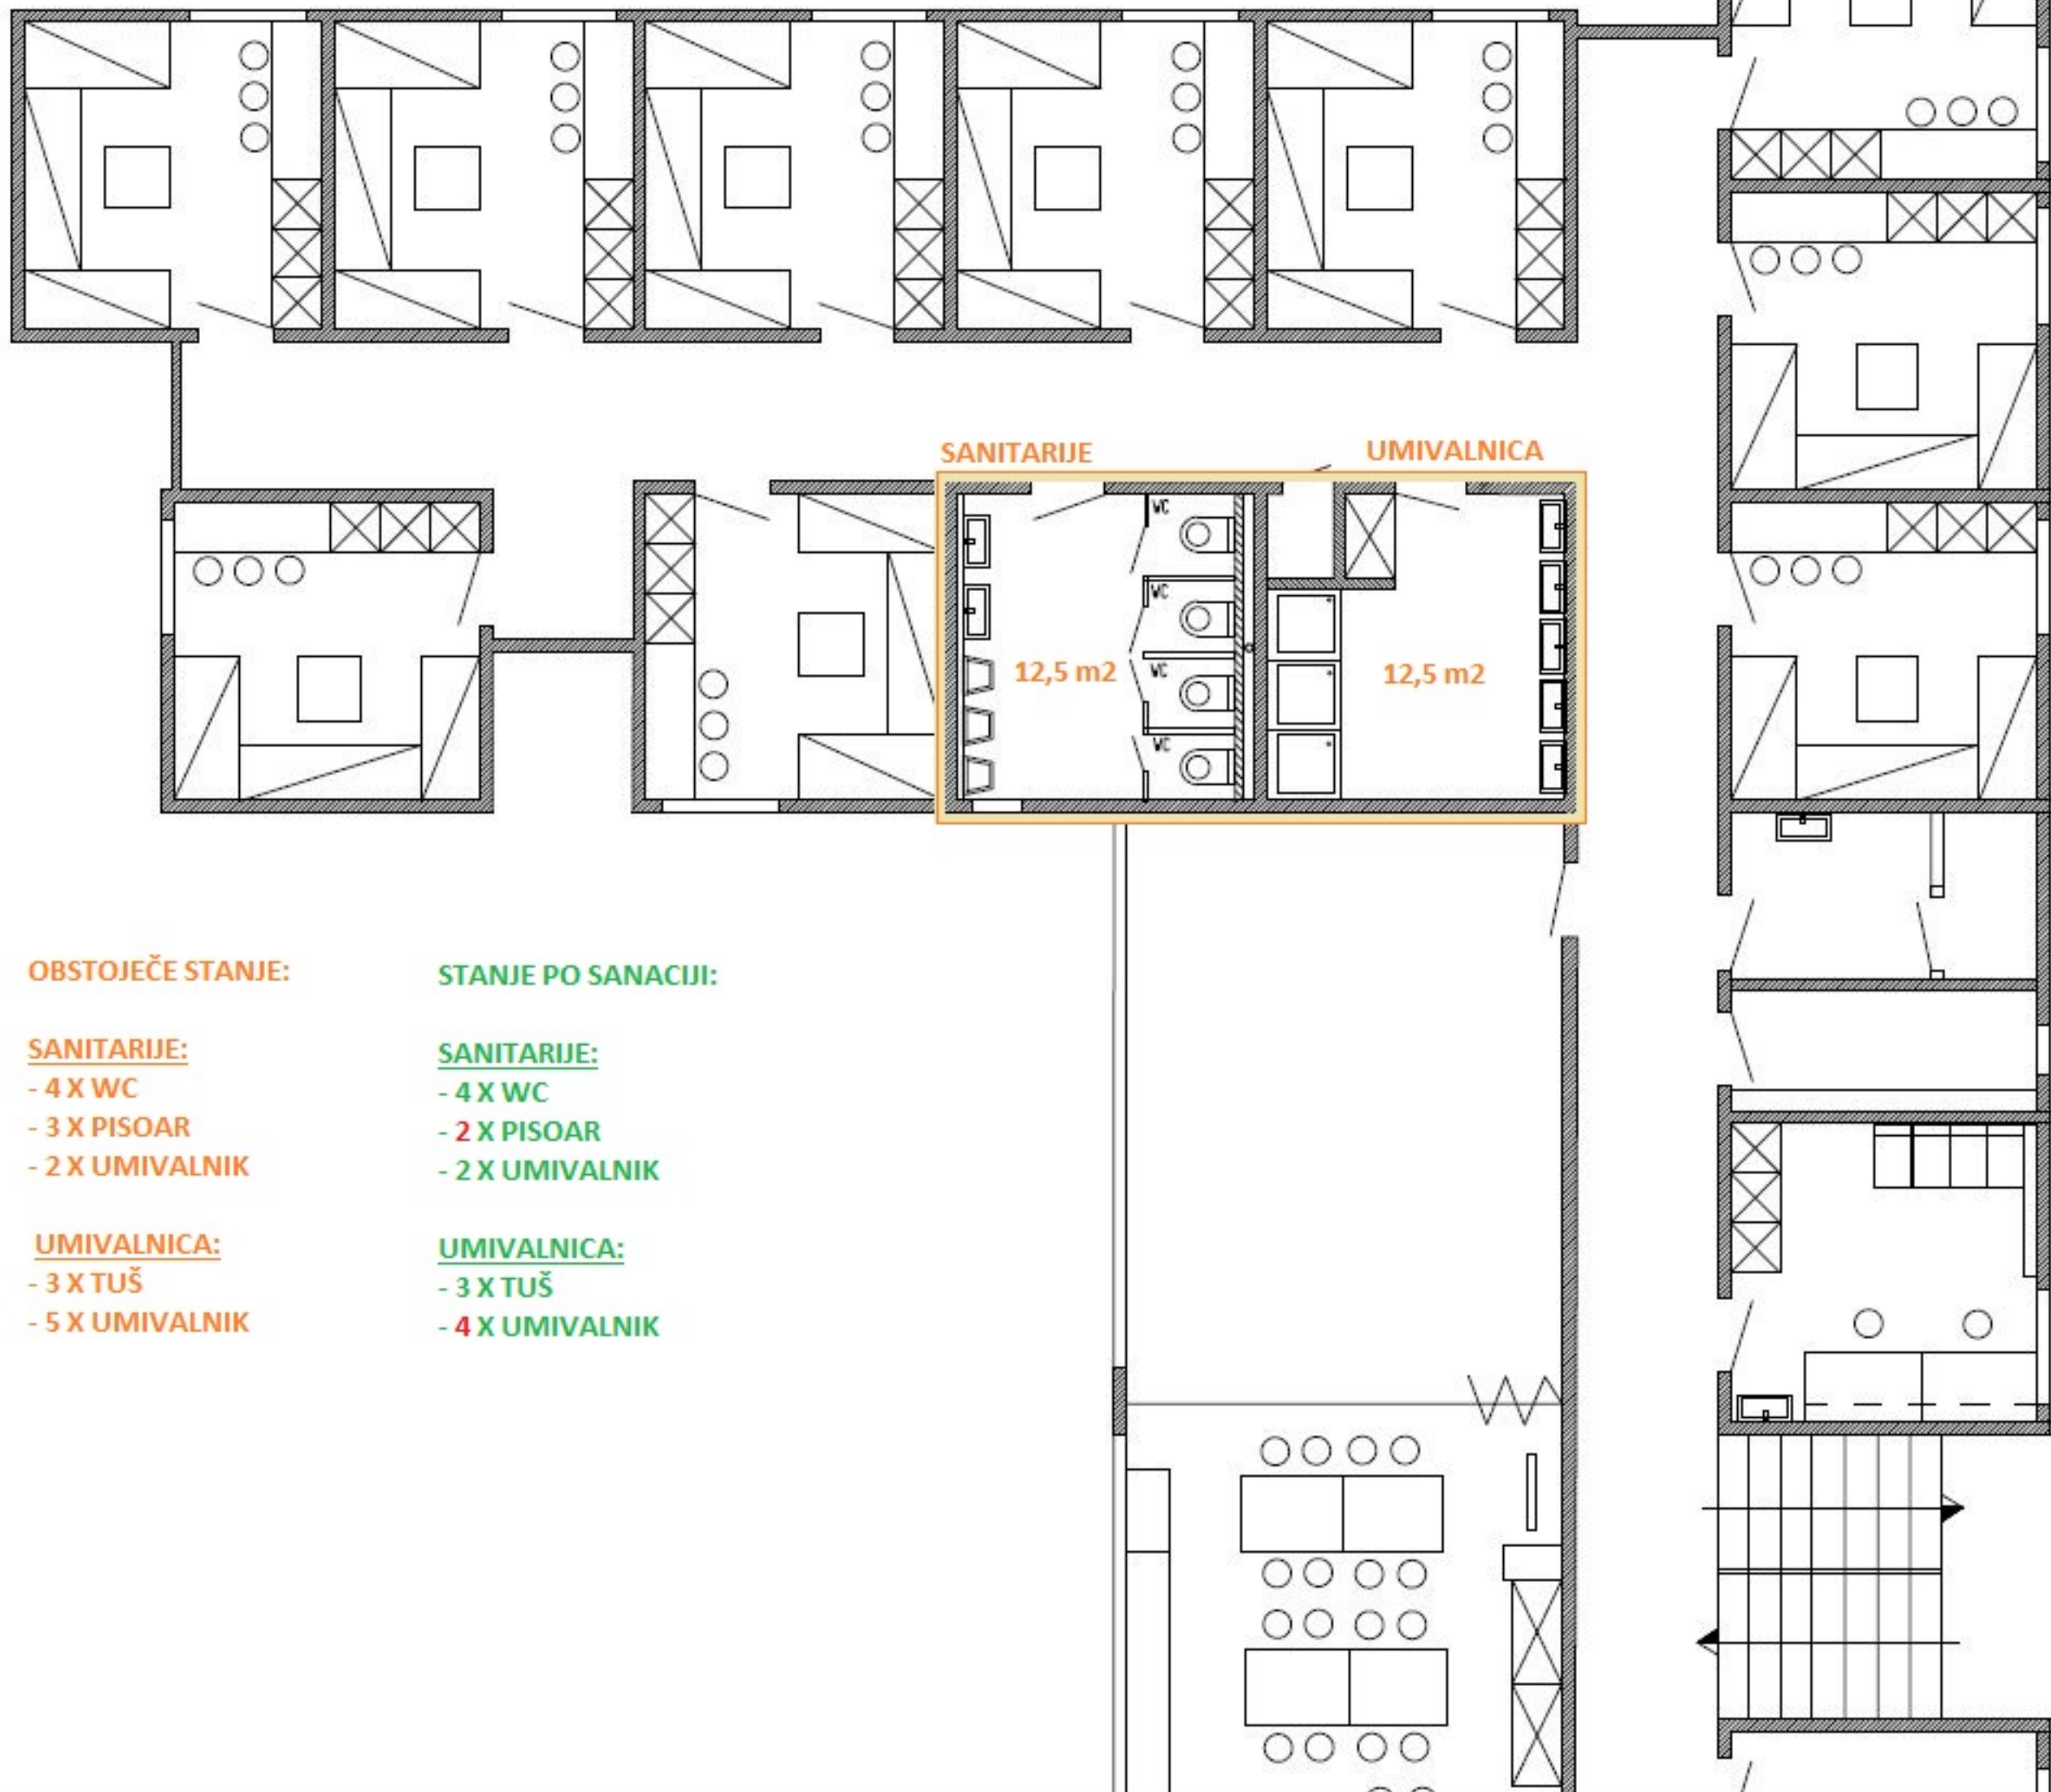 SANITARIJE
UMIVALNICA
WC
WC
WC
WC
12,5 m2
12,5 m2
OBSTOJEČE STANJE:
SANITARIJE:
- 4 X WC
- 3 X PISOAR
- 2 X UMIVALNIK
UMIVALNICA:
- 3 X TUŠ
- 5 X UMIVALNIK
STANJE PO SANACIJI:
SANITARIJE:
- 4 X WC
- 2 X PISOAR
- 2 X UMIVALNIK
UMIVALNICA:
- 3 X TUŠ
- 4 X UMIVALNIK